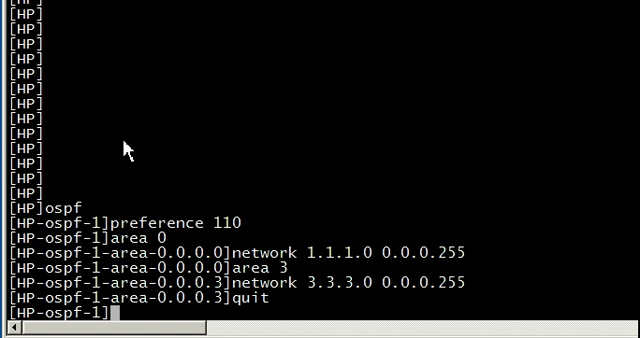 [HP]
[HP]
[HP]
[HP]
[HP]
[HP]
[HP]
[HP]
[HP]
[HP]
[HP]
[HP]
[HP]
[HP]
[HP]ospf
[HP-ospf-1]preference 110
[HP-ospf-1]area 0
[HP-ospf-1-area-0.0.0.0]network 1.1.1.0 0.0.0.255
[HP-ospf-1-area-0.0.0.0]area 3
[HP-ospf-1-area-0.0.0.3]network 3.3.3.0 0.0.0.255
[HP-ospf-1-area-0.0.0.3]quit
[HP-ospf-1]